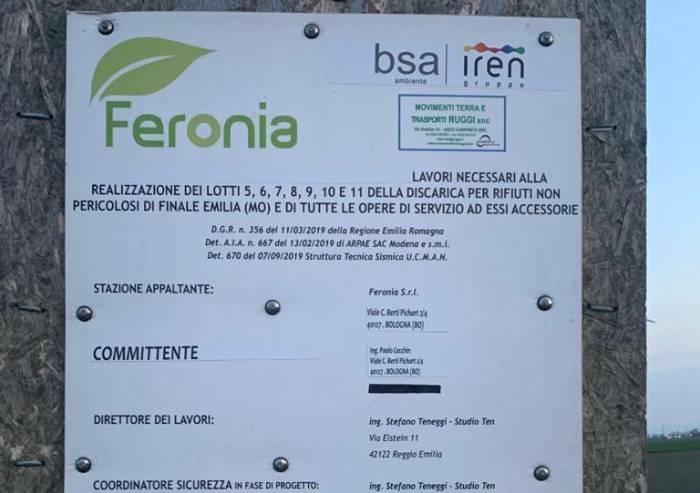 Feronia
bsa
ambiente
iren
gruppo
MOVIMENTI TERRA E
TRASPORTI RUGGI snc
LAVORI NECESSARI ALLA
REALIZZAZIONE DEI LOTTI 5, 6, 7, 8, 9, 10 E 11 DELLA DISCARICA PER RIFIUTI NON
PERICOLOSI DI FINALE EMILIA (MO) E DI TUTTE LE OPERE DI SERVIZIO AD ESSI ACCESSORIE
D.G.R. n. 356 del 11/03/2019 della Regione Emilia Romagna
Det. A.I.A. n. 667 del 13/02/2019 di ARPAE SAC Modena e s.m.i.
Det. 670 del 07/09/2019 Struttura Tecnica Sismica U.C.M.AN.
STAZIONE APPALTANTE:
Feronia S.r.l.
Viale C. Berti Pichart 2/4
40127 . BOLOGNA (BO)
COMMITTENTE
Ing. Paolo Cecchin
Viale C. Berti Pichart 2/4
40127 . BOLOGNA (BO)
DIRETTORE DEI LAVORI:
ing. Stefano Teneggi - Studio Ten
Via Eistein 11
42122 Reggio Emilia
COORDINATORE SICUREZZA IN FASE DI PROGETTO:
ing. Stefano Teneggi - Studio Ten